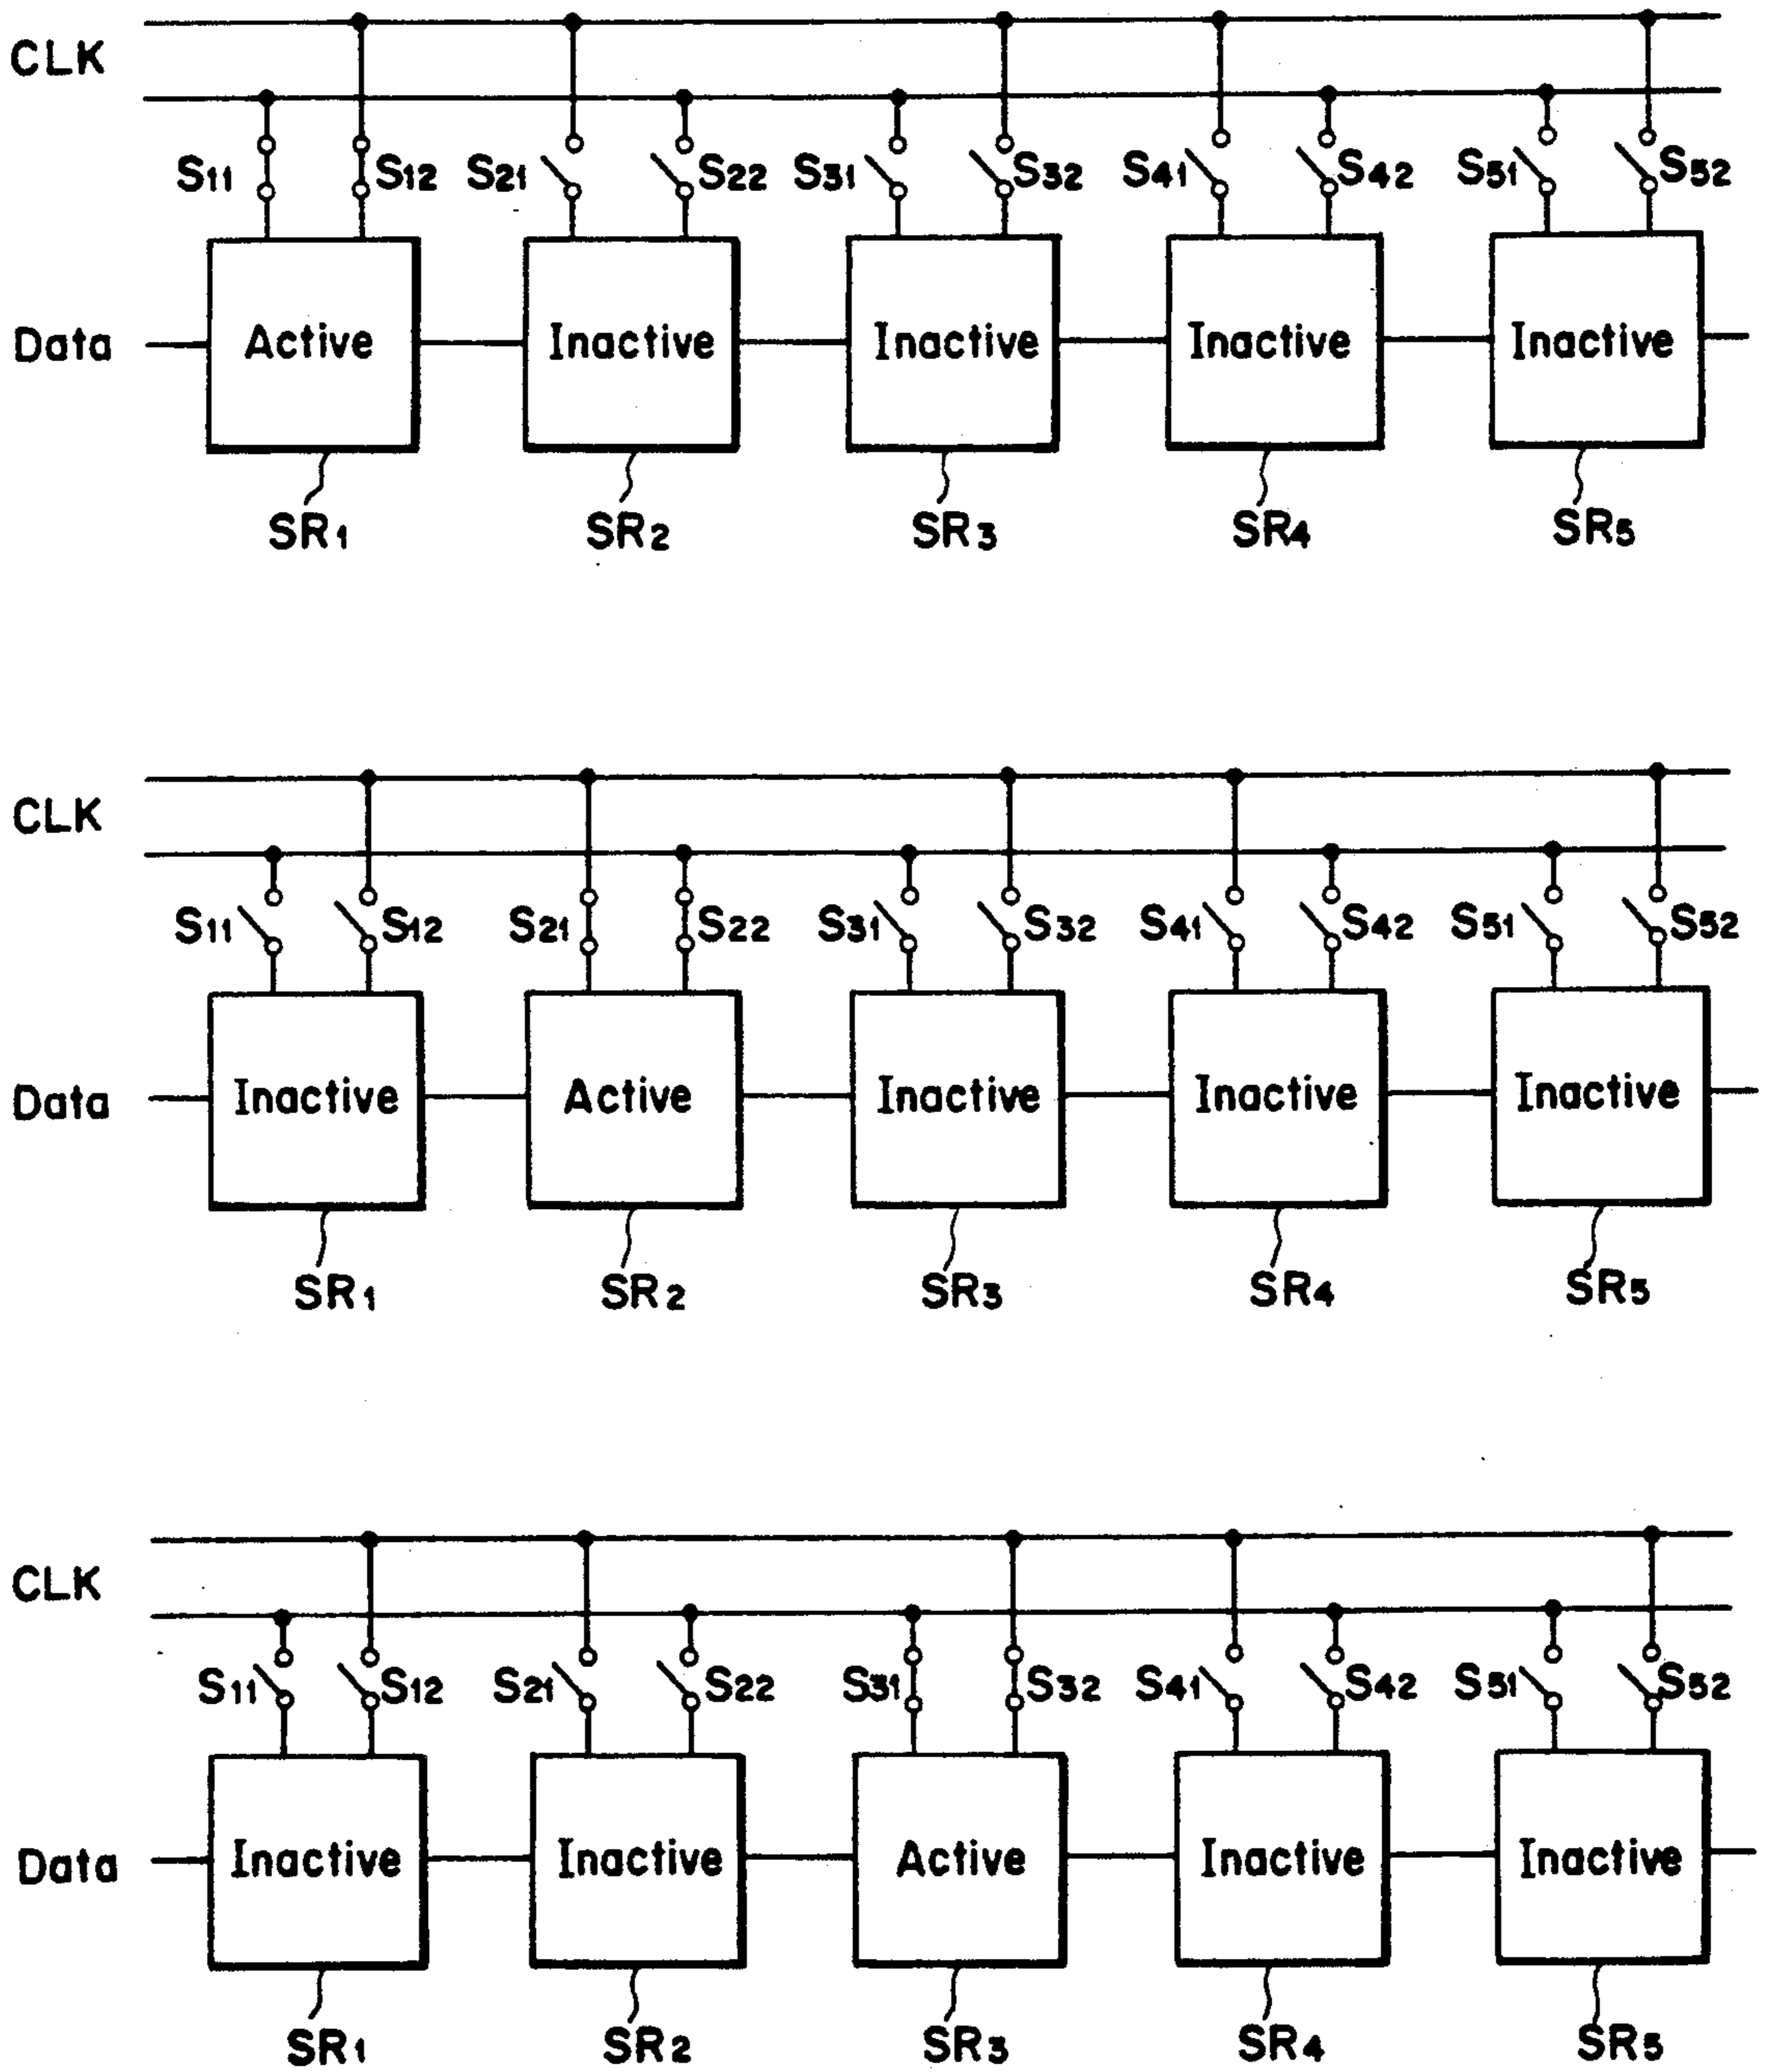 CLK
S11 S12 S21 S22 S31 S32 S41 S42 S51 S52
Data Active Inactive Inactive Inactive Inactive
SR1 SR2 SR3 SR4 SR5
CLK
S11 S12 S21 S22 S31 S32 S41 S42 S51 S52
Data Inactive Active Inactive Inactive Inactive
SR1 SR2 SR3 SR4 SR5
CLK
S11 S12 S21 S22 S31 S32 S41 S42 S51 S52
Data Inactive Inactive Active Inactive Inactive
SR1 SR2 SR3 SR4 SR5